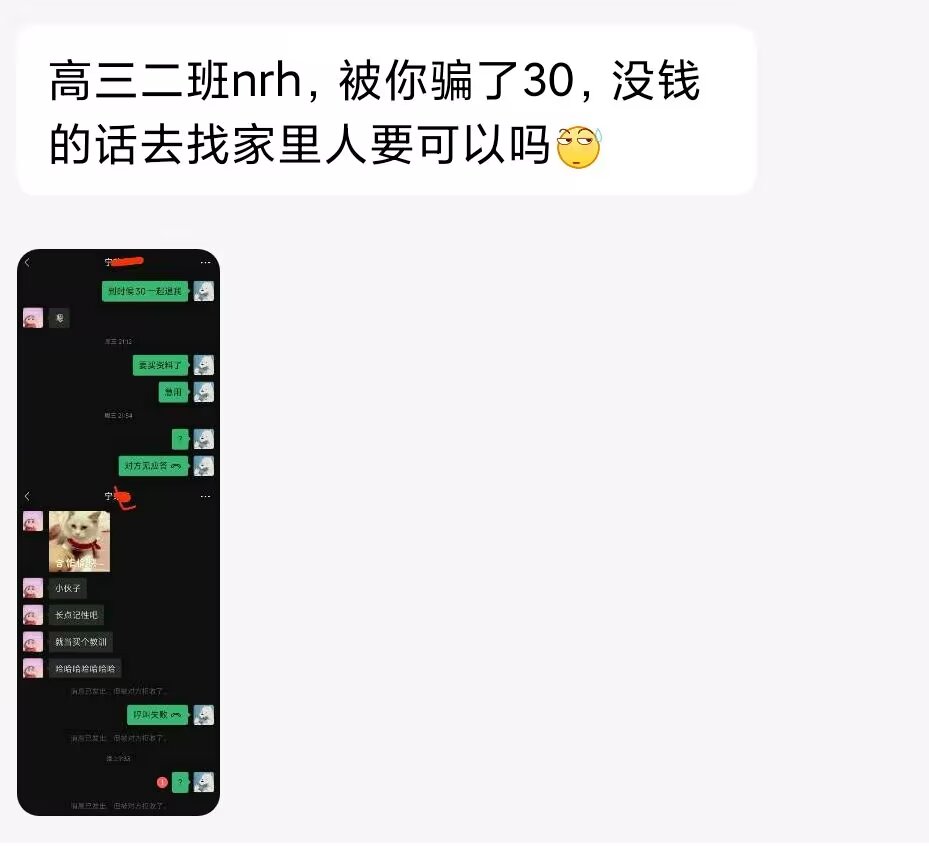 高三二班nrh，被你骗了30，没钱
的话去找家里人要可以吗
宁
到时候30一起退我
嗯
周三 21:12
要买资料了
急用
周三 21:54
?
对方无应答
宁
合作愉快
小伙子
长点记性吧
就当买个教训
哈哈哈哈哈哈哈
消息已发出，但被对方拒收了。
呼叫失败
消息已发出，但被对方拒收了。
?
消息已发出，但被对方拒收了。